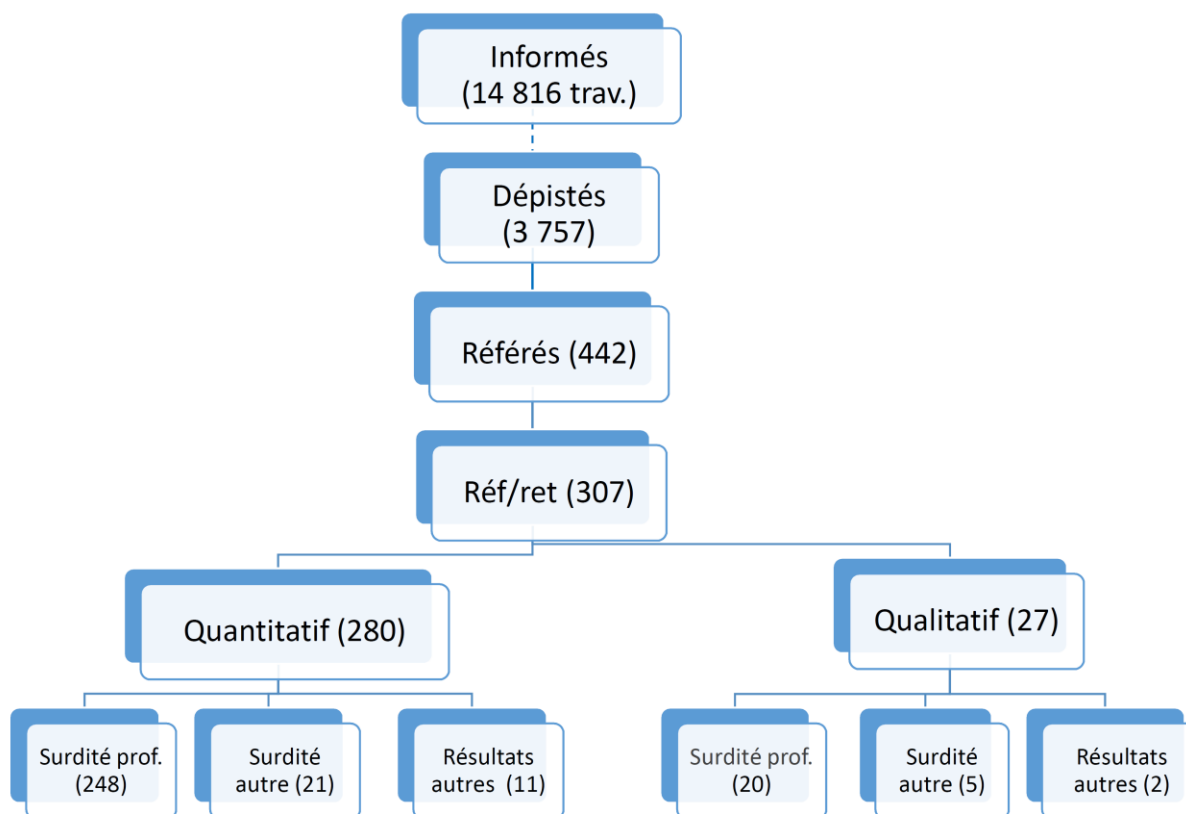 Informés
(14 816 trav.)
Dépistés
(3 757)
Référés (442)
Réf/ret (307)
Quantitatif (280)
Qualitatif (27)
Surdité prof.
(248)
Surdité
autre (21)
Résultats
autres (11)
Surdité prof.
(20)
Surdité
autre (5)
Résultats
autres (2)